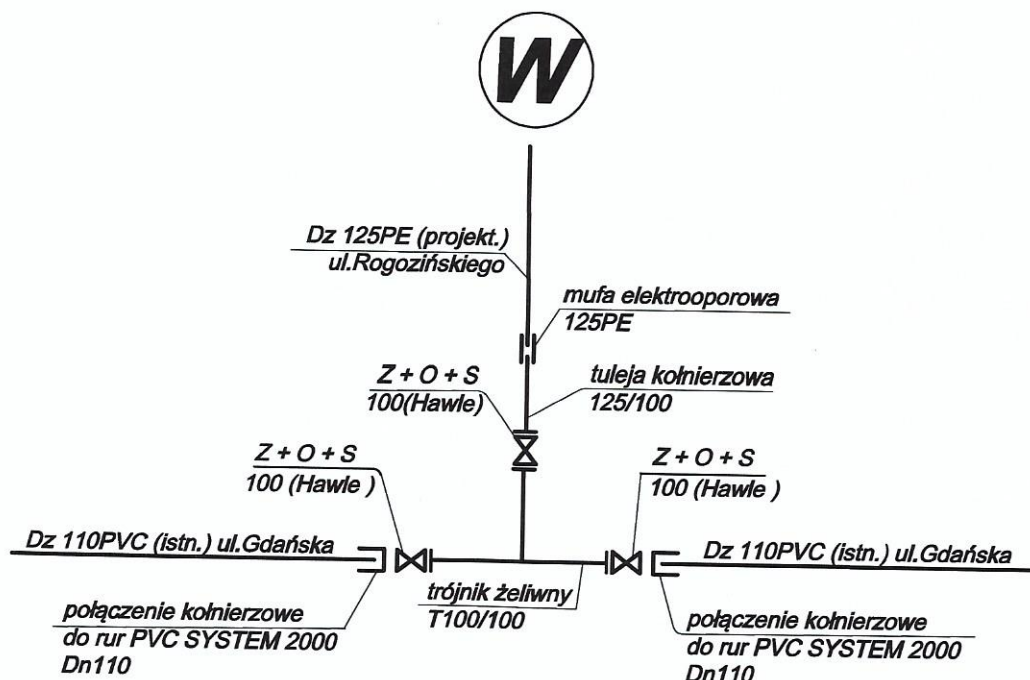 W
Dz 125PE (projekt.)
ul.Rogozińskiego
mufa elektrooporowa
125PE
Z + O + S
100(Hawle)
tuleja kołnierzowa
125/100
Z + O + S
100 (Hawle )
Z + O + S
100 (Hawle )
Dz 110PVC (istn.) ul.Gdańska
Dz 110PVC (istn.) ul.Gdańska
trójnik żeliwny
T100/100
połączenie kołnierzowe
do rur PVC SYSTEM 2000
Dn110
połączenie kołnierzowe
do rur PVC SYSTEM 2000
Dn110